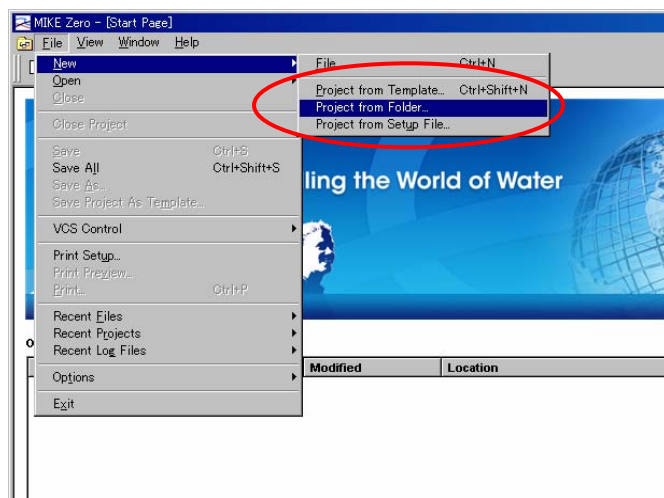 MIKE Zero - [Start Page]
File View Window Help
New
Open
Close
Close Project
Save Ctrl+S
Save All Ctrl+Shift+S
Save As...
Save Project As Template...
VCS Control
Print Setup...
Print Preview...
Print... Ctrl+P
Recent Files
Recent Projects
Recent Log Files
Options
Exit
File... Ctrl+N
Project from Template... Ctrl+Shift+N
Project from Folder...
Project from Setup File...
lling the World of Water
Modified Location